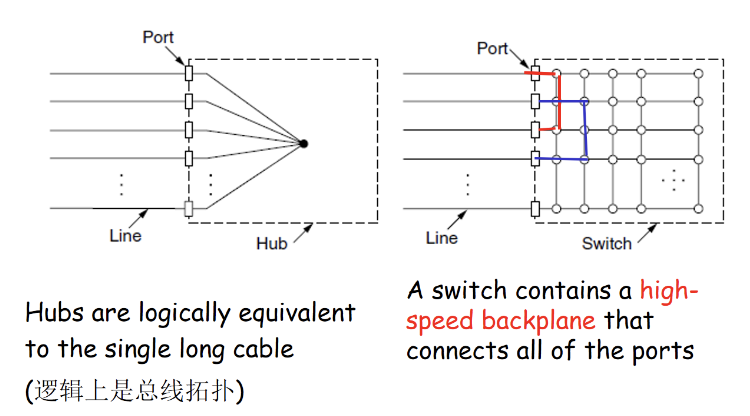 Port
Line
Hub
Port
Line
Switch
Hubs are logically equivalent
to the single long cable
(逻辑上是总线拓扑)
A switch contains a high-
speed backplane that
connects all of the ports